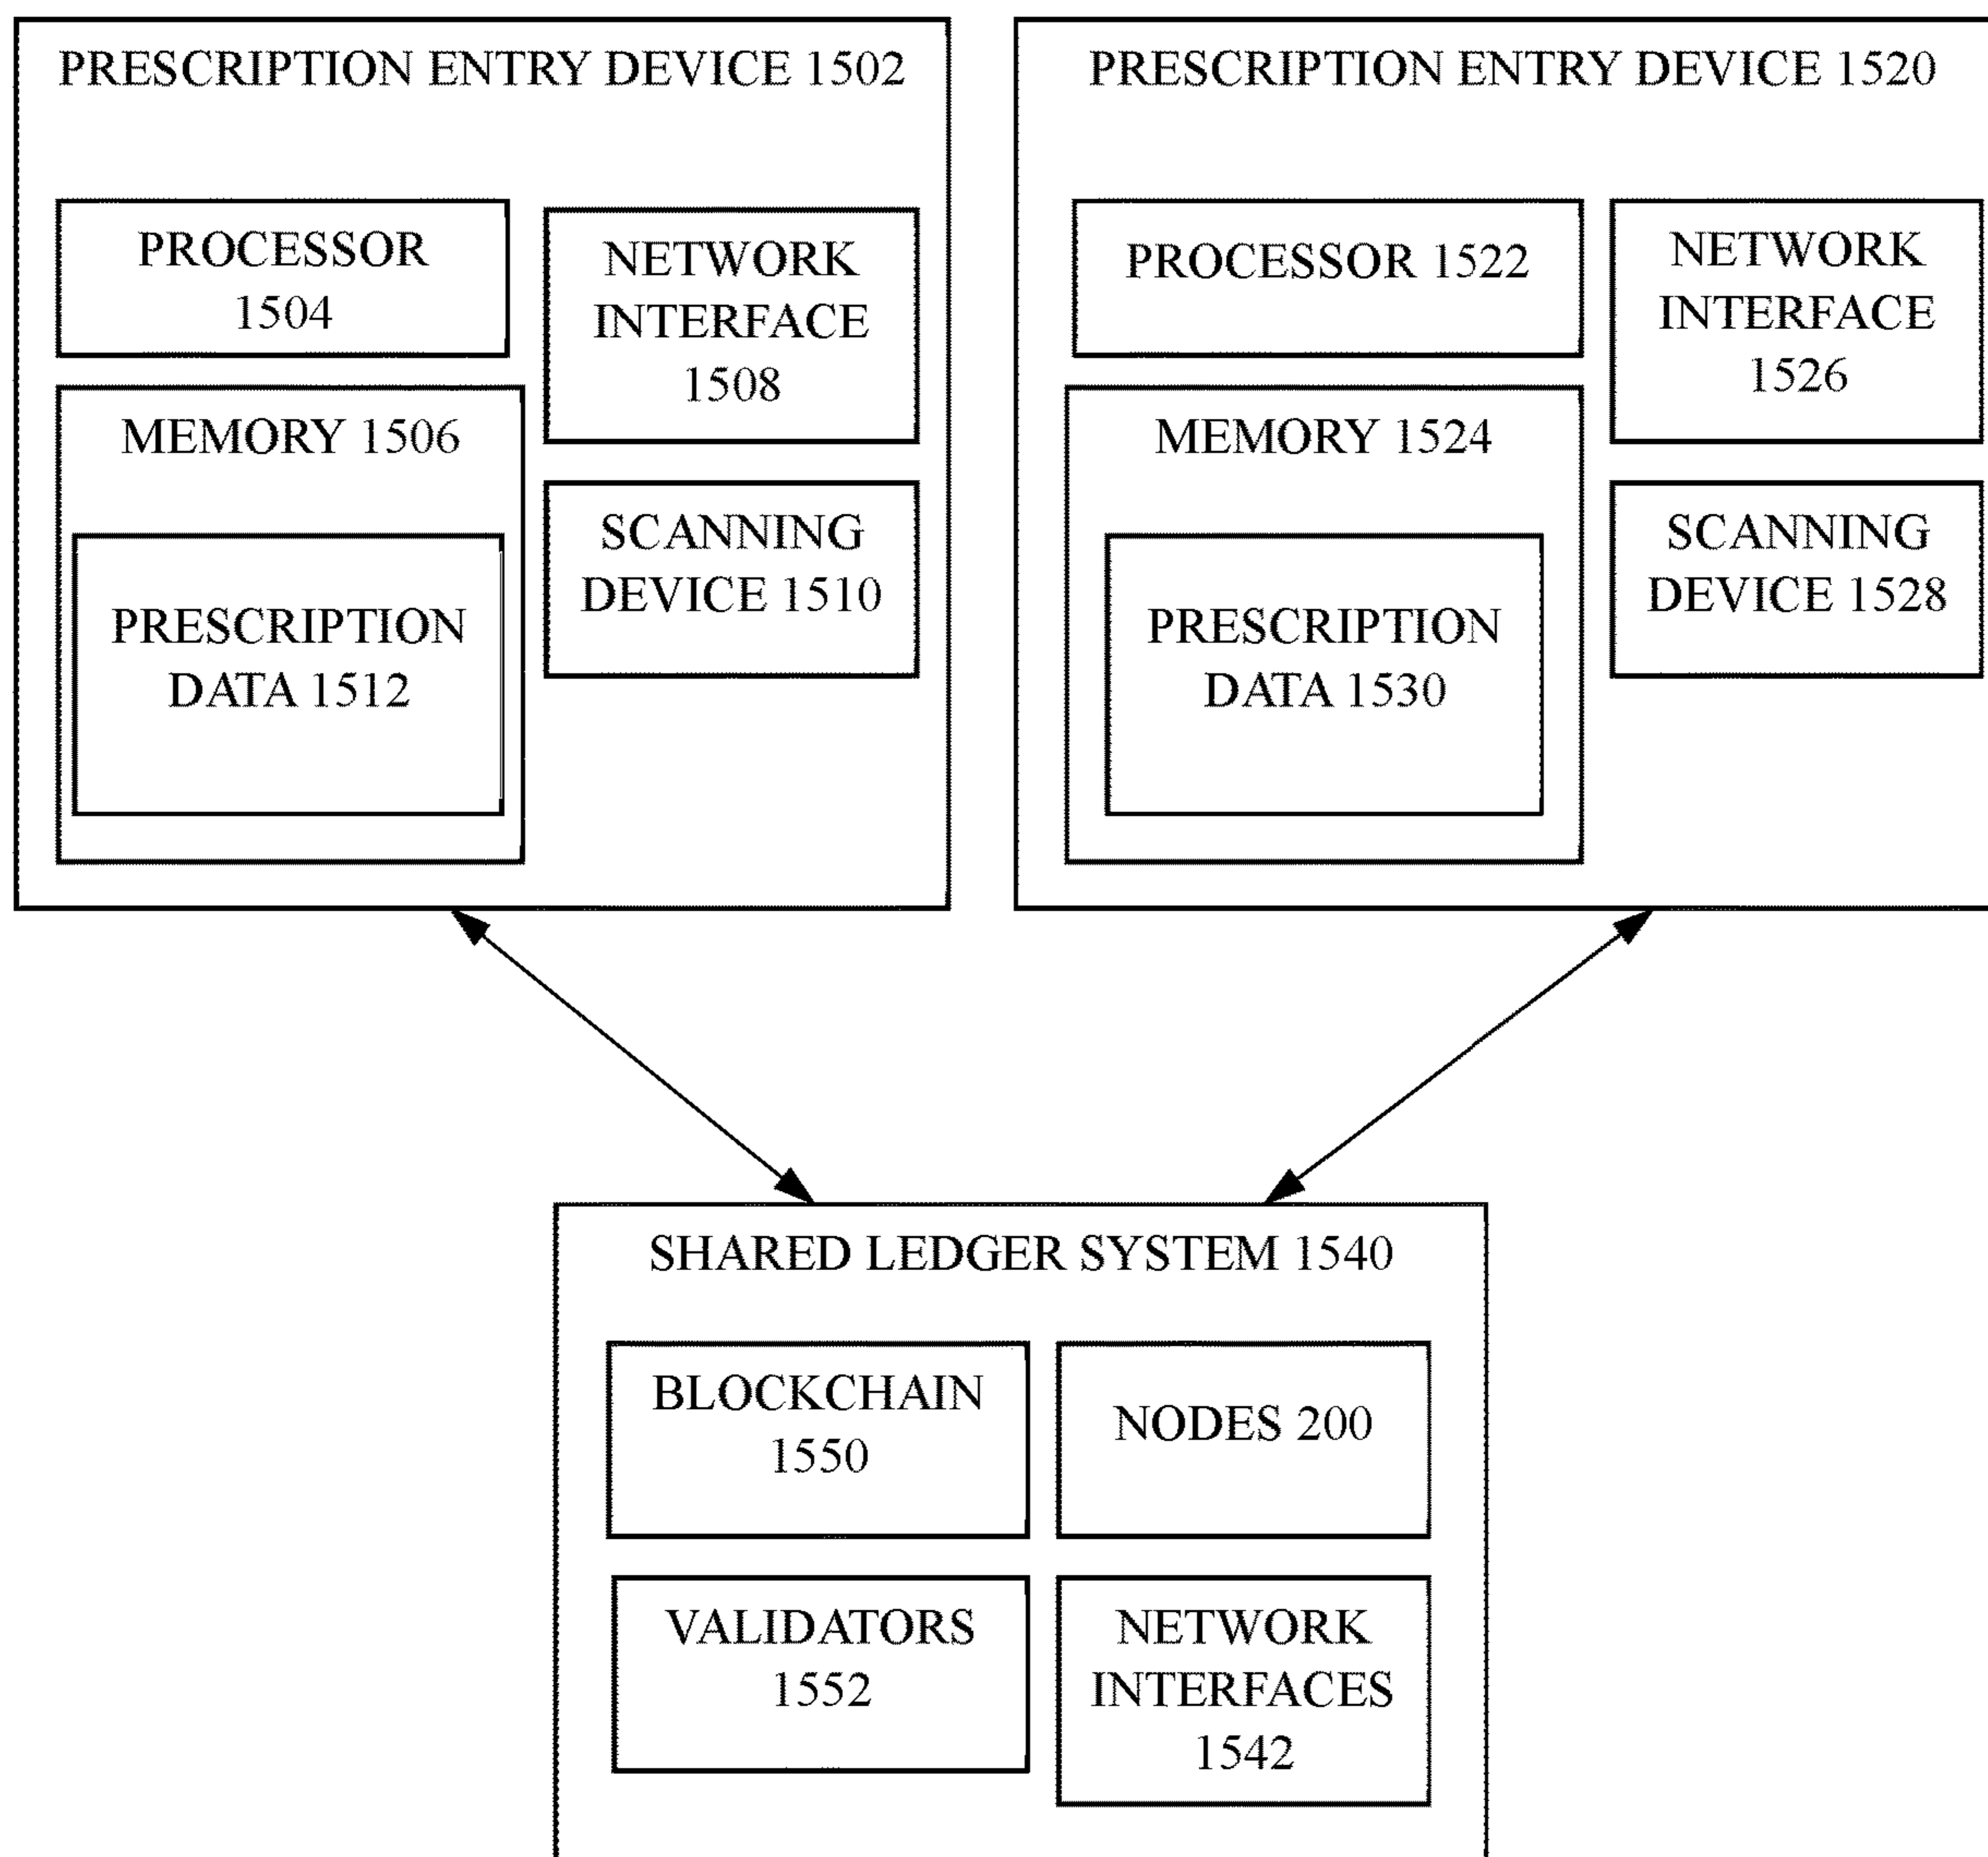 PRESCRIPTION ENTRY DEVICE 1502
PROCESSOR
1504
NETWORK
INTERFACE
1508
MEMORY 1506
SCANNING
DEVICE 1510
PRESCRIPTION
DATA 1512
PRESCRIPTION ENTRY DEVICE 1520
PROCESSOR 1522
NETWORK
INTERFACE
1526
MEMORY 1524
SCANNING
DEVICE 1528
PRESCRIPTION
DATA 1530
SHARED LEDGER SYSTEM 1540
BLOCKCHAIN
1550
NODES 200
VALIDATORS
1552
NETWORK
INTERFACES
1542